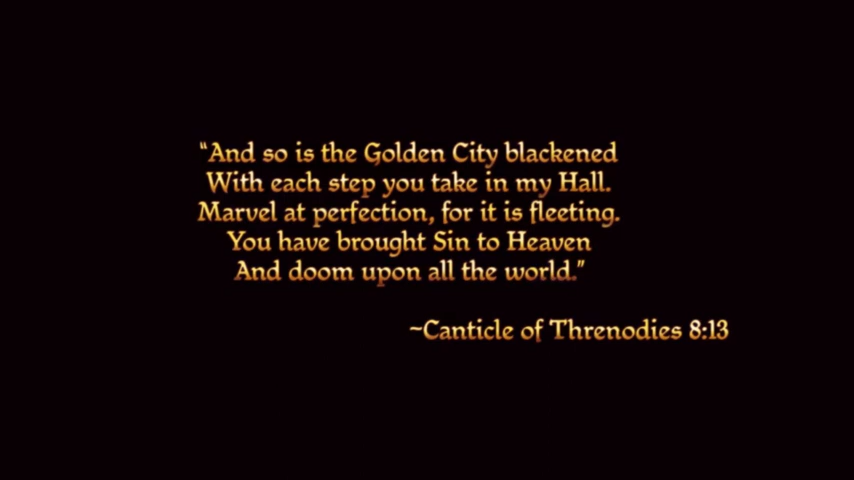 “And so is the Golden City blackened
With each step you take in my Hall.
Marvel at perfection, for it is fleeting.
You have brought Sin to Heaven
And doom upon all the world.”
~Canticle of Threnodies 8:13